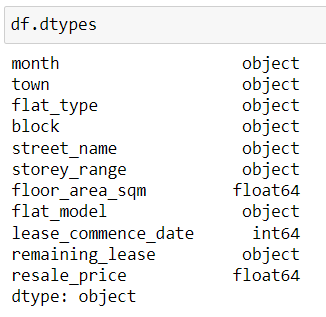 df.dtypes
month object
town object
flat_type object
block object
street_name object
storey_range object
floor_area_sqm float64
flat_model object
lease_commence_date int64
remaining_lease object
resale_price float64
dtype: object